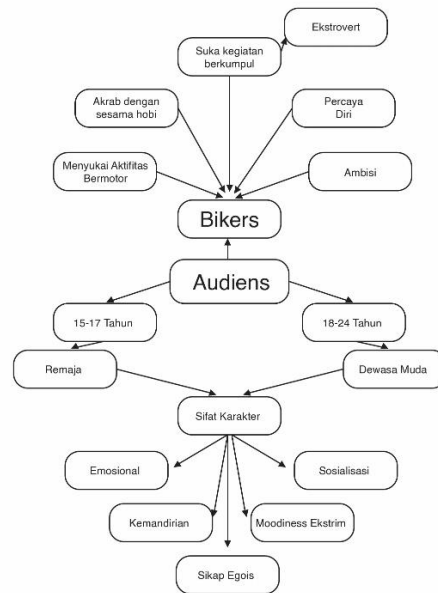 Ekstrovert
Suka kegiatan
berkumpul
Akrab dengan
sesama hobi
Percaya
Diri
Menyukai Aktifitas
Bermotor
Ambisi
Bikers
Audiens
15-17 Tahun
18-24 Tahun
Remaja
Dewasa Muda
Sifat Karakter
Emosional
Sosialisasi
Kemandirian
Moodiness Ekstrim
Sikap Egois